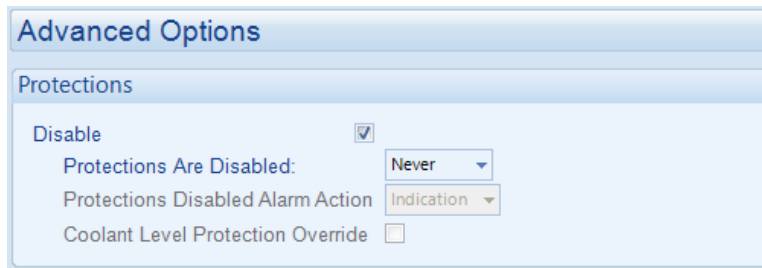 Advanced Options
Protections
Disable
Protections Are Disabled: Never
Protections Disabled Alarm Action Indication
Coolant Level Protection Override